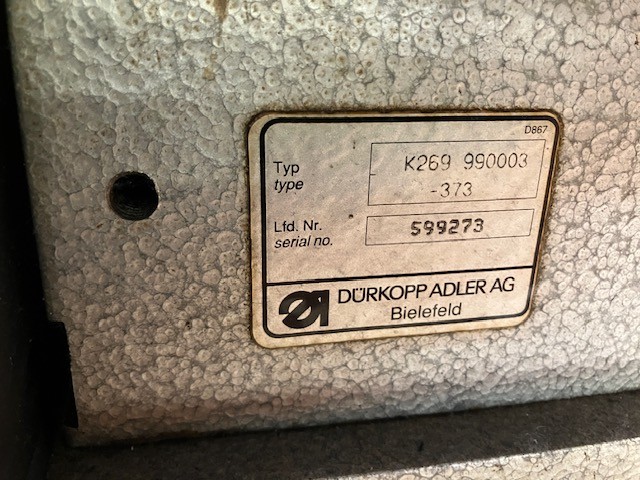 D867
Typ
type
K269 990003
-373
Lfd. Nr.
serial no.
599273
DÜRKOPP ADLER AG
Bielefeld